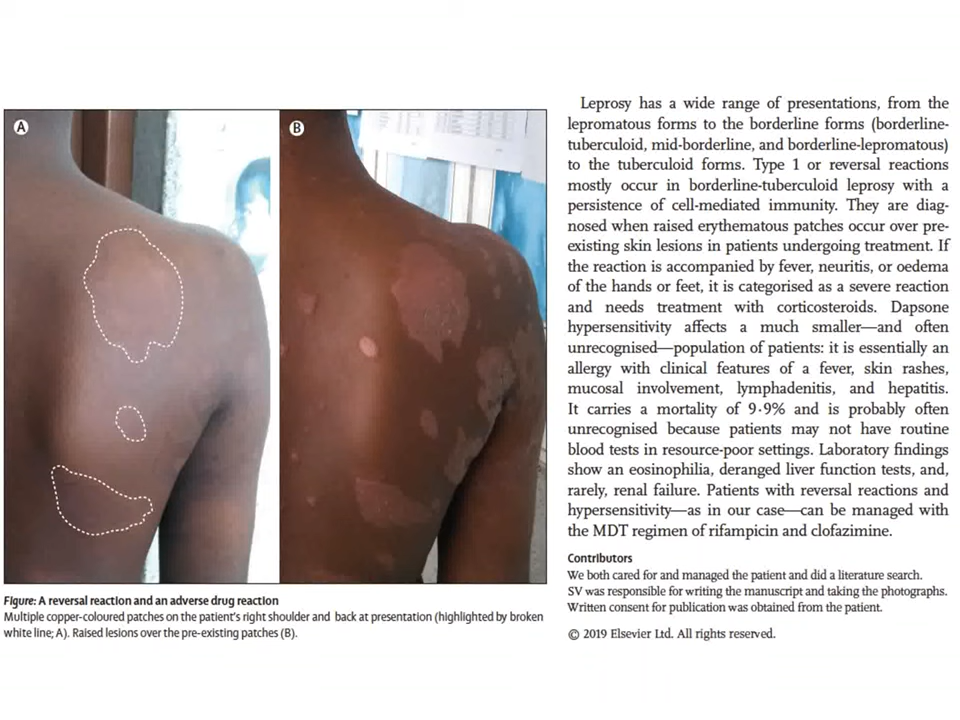 A
B
Figure: A reversal reaction and an adverse drug reaction
Multiple copper-coloured patches on the patient's right shoulder and back at presentation (highlighted by broken
white line; A). Raised lesions over the pre-existing patches (B).
Leprosy has a wide range of presentations, from the
lepromatous forms to the borderline forms (borderline-
tuberculoid, mid-borderline, and borderline-lepromatous)
to the tuberculoid forms. Type 1 or reversal reactions
mostly occur in borderline-tuberculoid leprosy with a
persistence of cell-mediated immunity. They are diag-
nosed when raised erythematous patches occur over pre-
existing skin lesions in patients undergoing treatment. If
the reaction is accompanied by fever, neuritis, or oedema
of the hands or feet, it is categorised as a severe reaction
and needs treatment with corticosteroids. Dapsone
hypersensitivity affects a much smaller—and often
unrecognised—population of patients: it is essentially an
allergy with clinical features of a fever, skin rashes,
mucosal involvement, lymphadenitis, and hepatitis.
It carries a mortality of 9·9% and is probably often
unrecognised because patients may not have routine
blood tests in resource-poor settings. Laboratory findings
show an eosinophilia, deranged liver function tests, and,
rarely, renal failure. Patients with reversal reactions and
hypersensitivity—as in our case—can be managed with
the MDT regimen of rifampicin and clofazimine.
Contributors
We both cared for and managed the patient and did a literature search.
SV was responsible for writing the manuscript and taking the photographs.
Written consent for publication was obtained from the patient.
© 2019 Elsevier Ltd. All rights reserved.